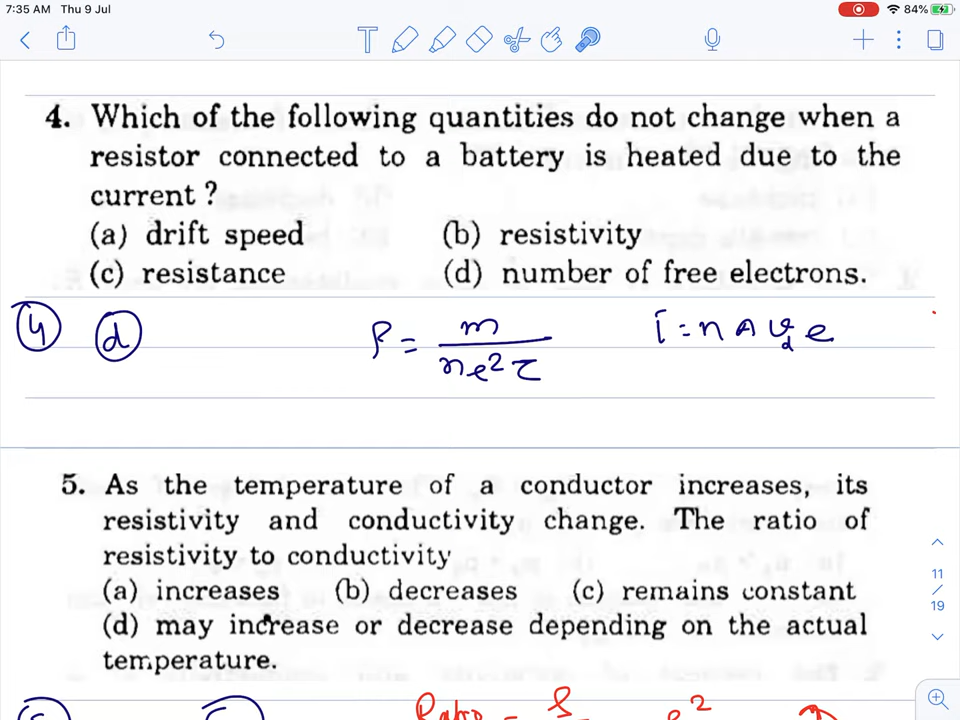 7:35 AM Thu 9 Jul
84%
4. Which of the following quantities do not change when a
resistor connected to a battery is heated due to the
current ?
(a) drift speed (b) resistivity
(c) resistance (d) number of free electrons.
4 d ρ = m / ne²τ I = n A v_d e
5. As the temperature of a conductor increases, its
resistivity and conductivity change. The ratio of
resistivity to conductivity
(a) increases (b) decreases (c) remains constant
(d) may increase or decrease depending on the actual
temperature.
11
/
19
Ratio =